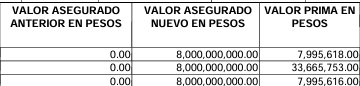 VALOR ASEGURADO VALOR ASEGURADO VALOR PRIMA EN
ANTERIOR EN PESOS NUEVO EN PESOS PESOS
0.00 8,000,000,000.00 7,995,618.00
0.00 8,000,000,000.00 33,665,753.00
0.00 8,000,000,000.00 7,995,616.00